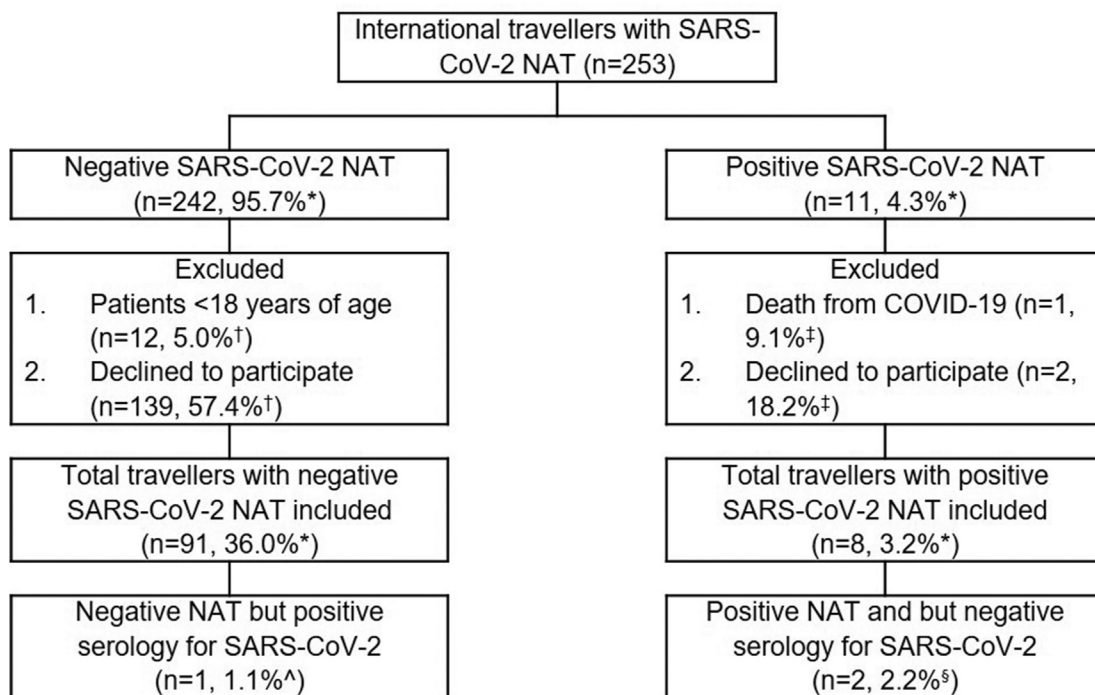 International travellers with SARS-
CoV-2 NAT (n=253)
Negative SARS-CoV-2 NAT
(n=242, 95.7%*)
Positive SARS-CoV-2 NAT
(n=11, 4.3%*)
Excluded
1. Patients <18 years of age
(n=12, 5.0%†)
2. Declined to participate
(n=139, 57.4%†)
Excluded
1. Death from COVID-19 (n=1,
9.1%‡)
2. Declined to participate (n=2,
18.2%‡)
Total travellers with negative
SARS-CoV-2 NAT included
(n=91, 36.0%*)
Total travellers with positive
SARS-CoV-2 NAT included
(n=8, 3.2%*)
Negative NAT but positive
serology for SARS-CoV-2
(n=1, 1.1%^)
Positive NAT and but negative
serology for SARS-CoV-2
(n=2, 2.2%§)